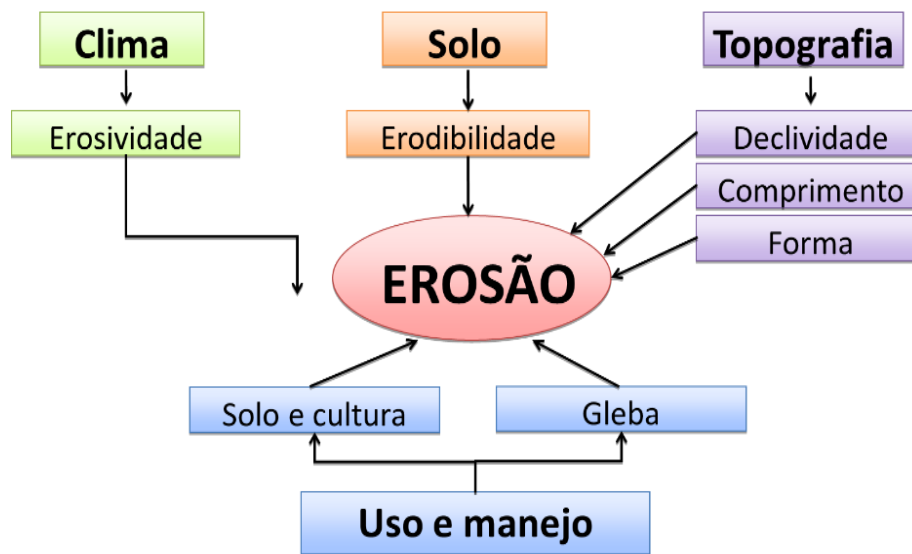 Clima
Solo
Topografia
Erosividade
Erodibilidade
Declividade
Comprimento
Forma
EROSÃO
Solo e cultura
Gleba
Uso e manejo